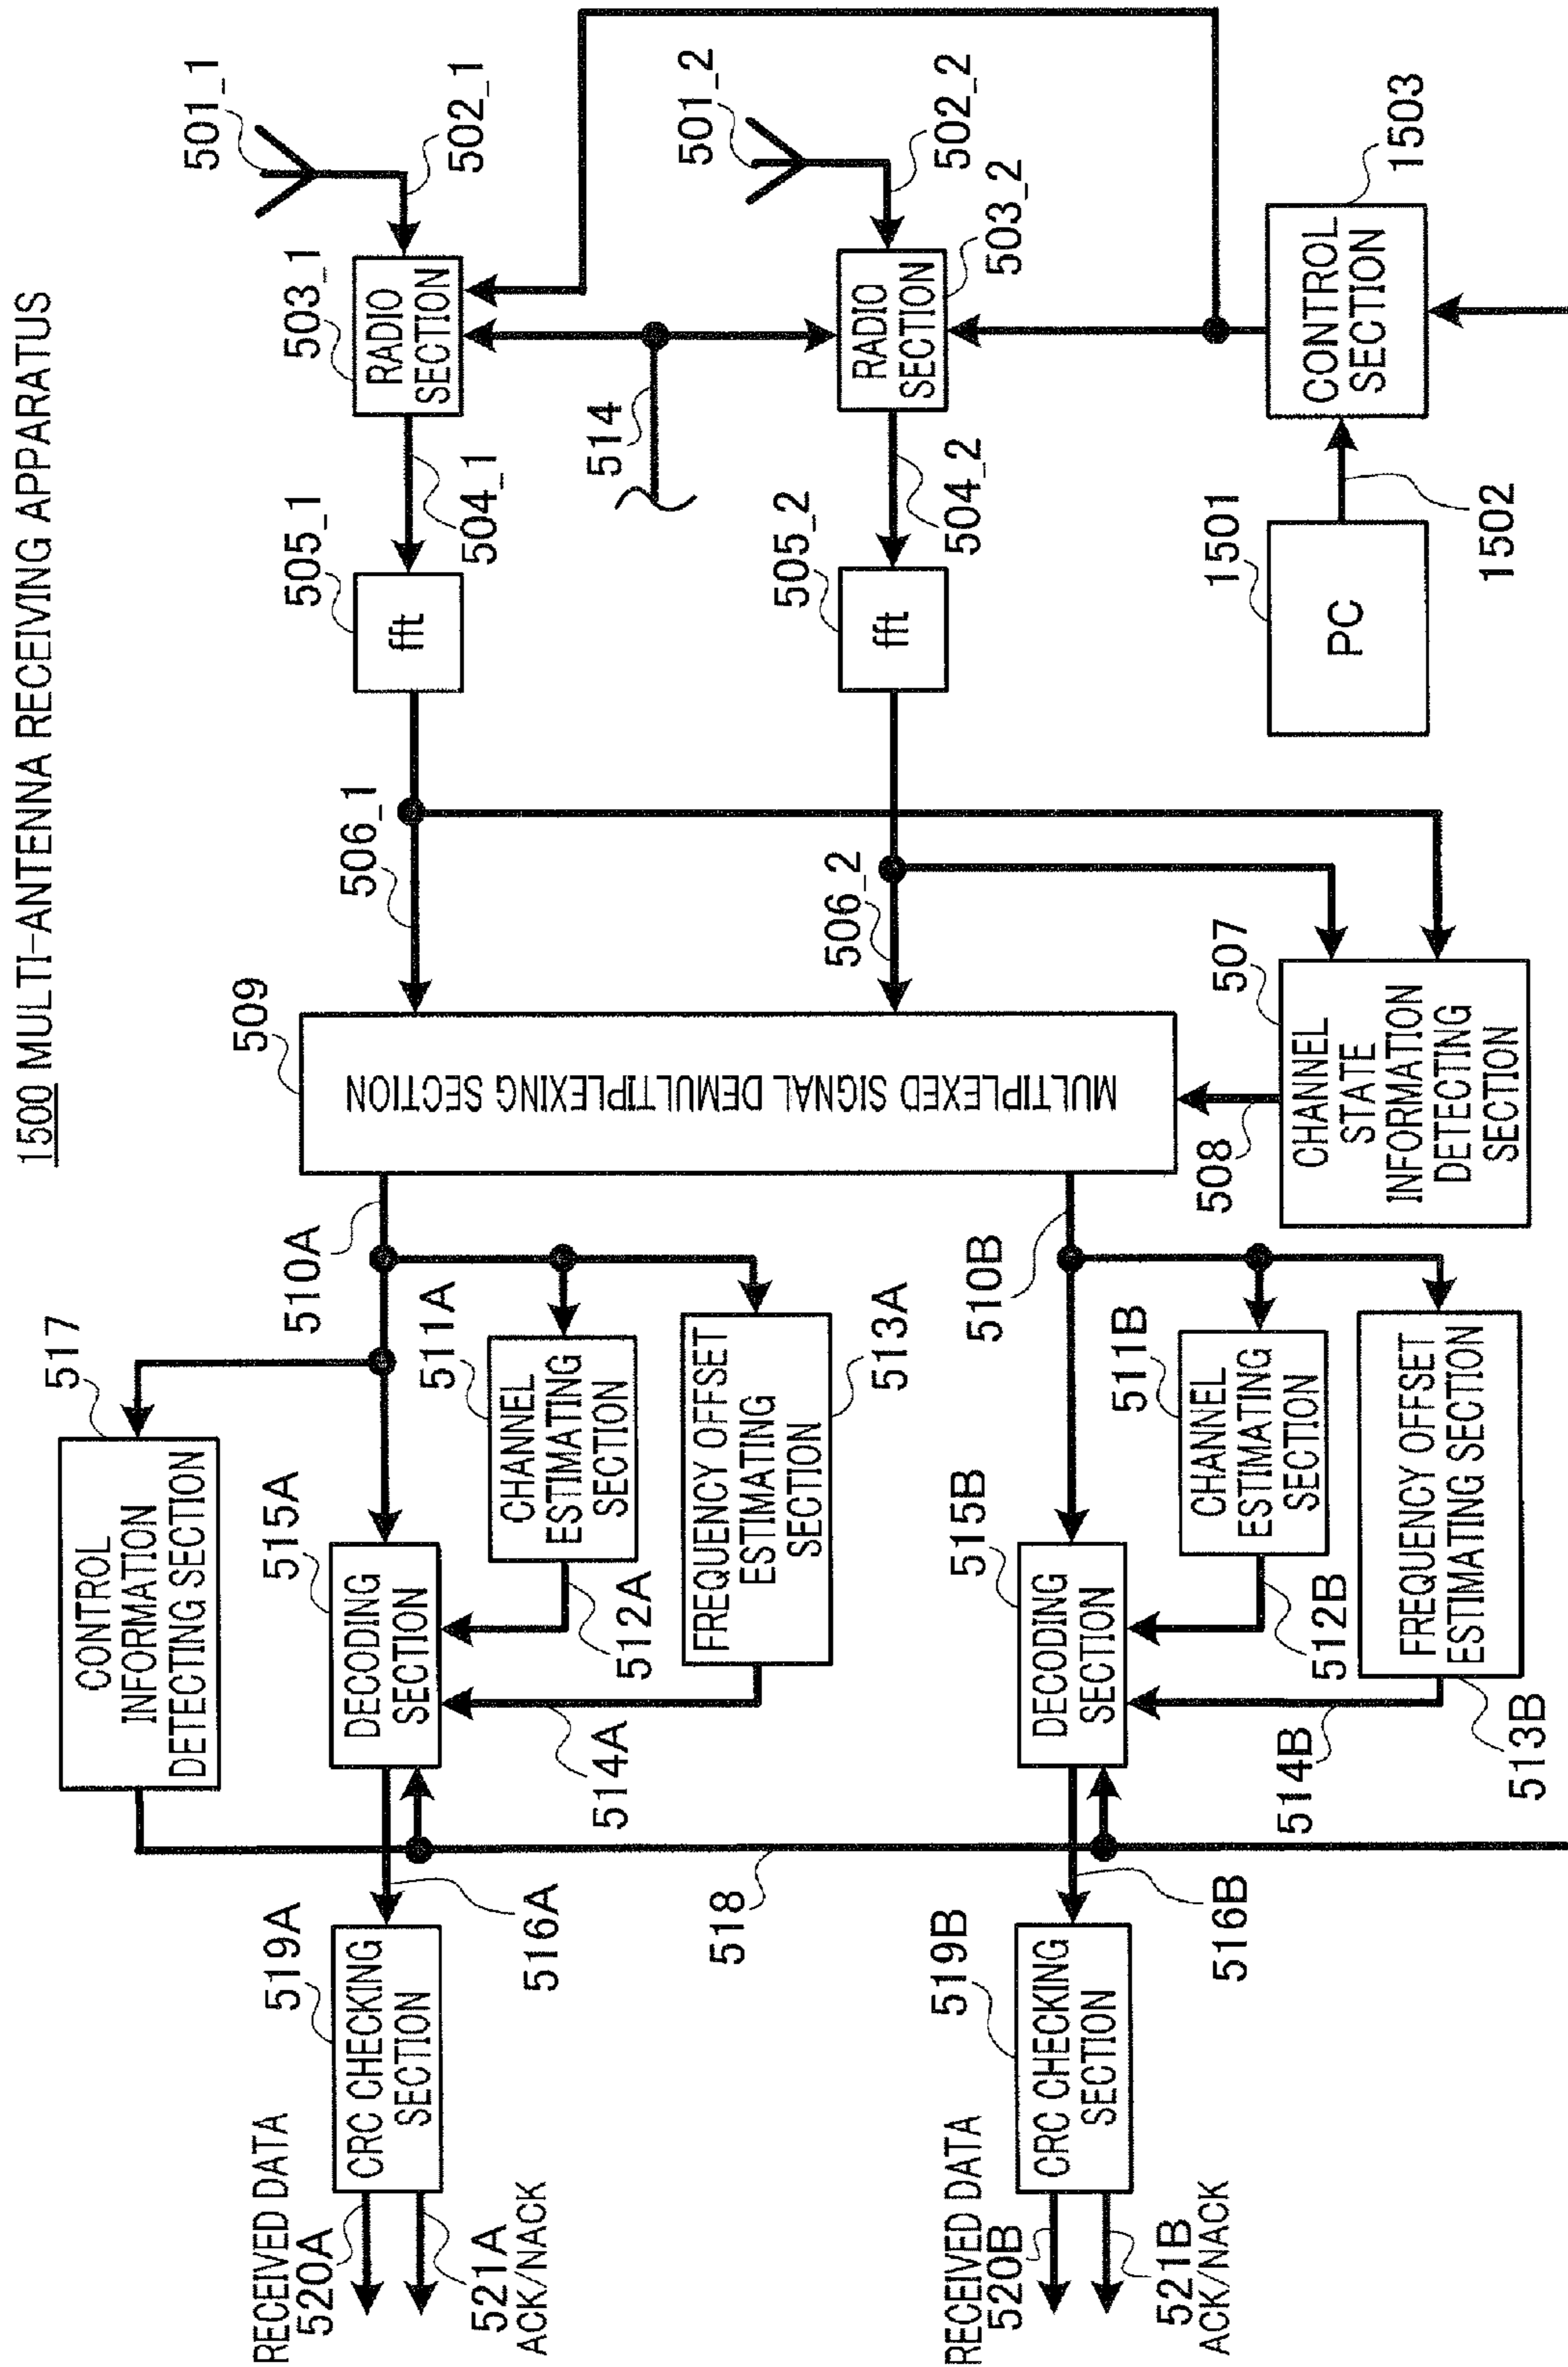 1500 MULTI-ANTENNA RECEIVING APPARATUS
501_1
502_1
503_1
RADIO
SECTION
504_1
505_1
fft
506_1
501_2
502_2
503_2
RADIO
SECTION
514
504_2
505_2
fft
506_2
1503
CONTROL
SECTION
1502
1501
PC
509
MULTIPLEXED SIGNAL DEMULTIPLEXING SECTION
507
CHANNEL
STATE
INFORMATION
DETECTING
SECTION
508
510A
517
CONTROL
INFORMATION
DETECTING SECTION
511A
CHANNEL
ESTIMATING
SECTION
512A
513A
FREQUENCY OFFSET
ESTIMATING
SECTION
514A
515A
DECODING
SECTION
516A
510B
511B
CHANNEL
ESTIMATING
SECTION
512B
FREQUENCY OFFSET
ESTIMATING SECTION
513B
514B
515B
DECODING
SECTION
516B
518
519A
CRC CHECKING
SECTION
RECEIVED DATA
520A
521A
ACK/NACK
519B
CRC CHECKING
SECTION
RECEIVED DATA
520B
521B
ACK/NACK